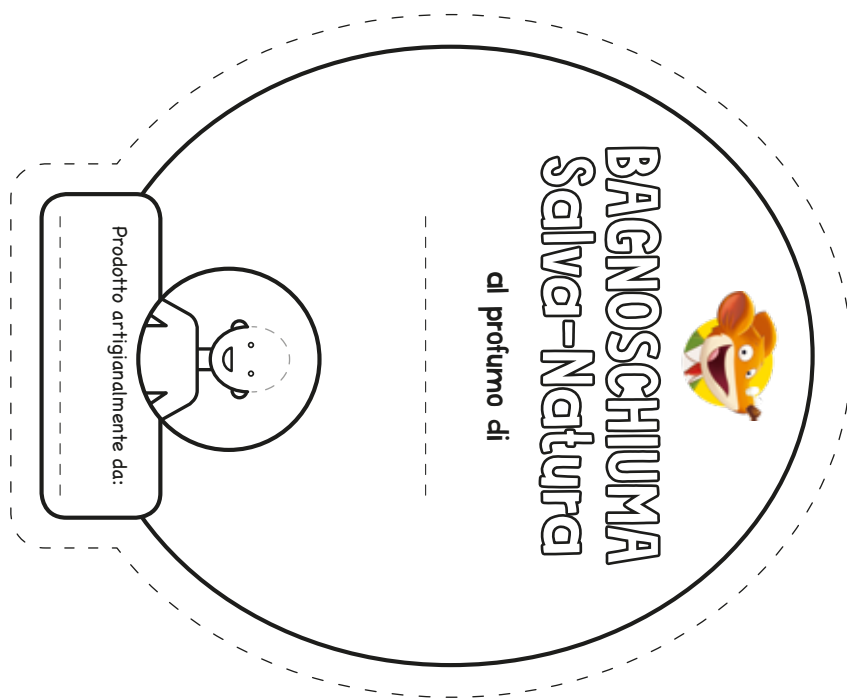 BAGNOSCHIUMA
Salva-Natura
al profumo di
Prodotto artigianalmente da: